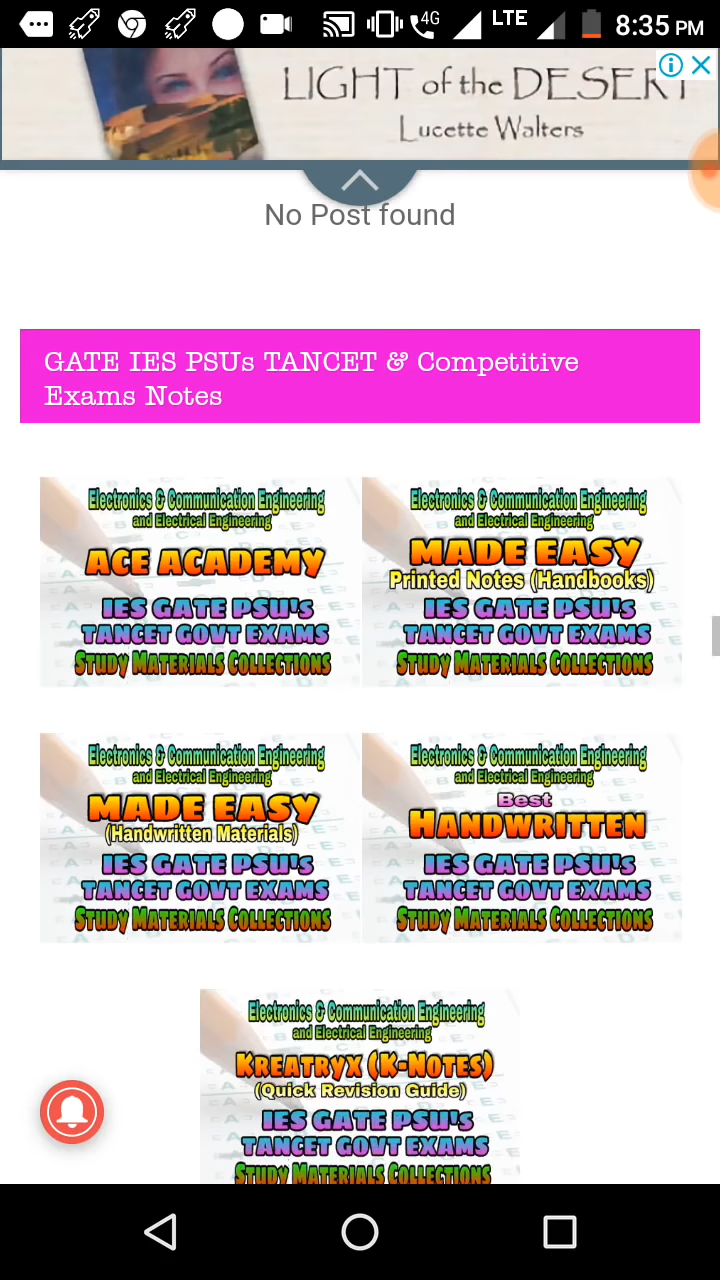 4G LTE 8:35 PM
LIGHT of the DESERT
Lucette Walters
No Post found
GATE IES PSUs TANCET & Competitive
Exams Notes
Electronics & Communication Engineering
and Electrical Engineering
ACE ACADEMY
IES GATE PSU's
TANCET GOVT EXAMS
STUDY MATERIALS COLLECTIONS
Electronics & Communication Engineering
and Electrical Engineering
MADE EASY
Printed Notes (Handbooks)
IES GATE PSU's
TANCET GOVT EXAMS
STUDY MATERIALS COLLECTIONS
Electronics & Communication Engineering
and Electrical Engineering
MADE EASY
(Handwritten Materials)
IES GATE PSU's
TANCET GOVT EXAMS
STUDY MATERIALS COLLECTIONS
Electronics & Communication Engineering
and Electrical Engineering
Best
HANDWRITTEN
IES GATE PSU's
TANCET GOVT EXAMS
STUDY MATERIALS COLLECTIONS
Electronics & Communication Engineering
and Electrical Engineering
KREATRYX (K-NOTES)
(Quick Revision Guide)
IES GATE PSU's
TANCET GOVT EXAMS
STUDY MATERIALS COLLECTIONS